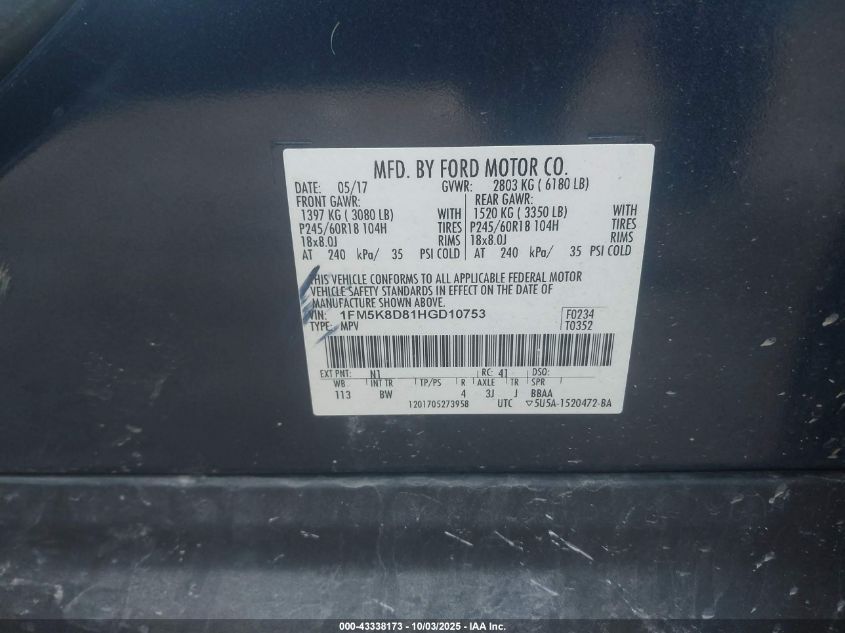 MFD. BY FORD MOTOR CO.
DATE: 05/17 GVWR: 2803 KG ( 6180 LB)
FRONT GAWR: REAR GAWR:
1397 KG ( 3080 LB) WITH 1520 KG ( 3350 LB) WITH
P245/60R18 104H TIRES P245/60R18 104H TIRES
18x8.0J RIMS 18x8.0J RIMS
AT 240 kPa/ 35 PSI COLD AT 240 kPa/ 35 PSI COLD
THIS VEHICLE CONFORMS TO ALL APPLICABLE FEDERAL MOTOR
VEHICLE SAFETY STANDARDS IN EFFECT ON THE DATE OF
MANUFACTURE SHOWN ABOVE.
VIN: 1FM5K8D81HGD10753 F0234
TYPE: MPV T0352
EXT PNT: N1 RC: 41 DSO:
WB INT TR TP/PS R AXLE TR SPR
113 BW 4 3J J BBAA
120170527395B UTC ▽5U5A-1520472-BA
000-43338173 - 10/03/2025 - IAA Inc.